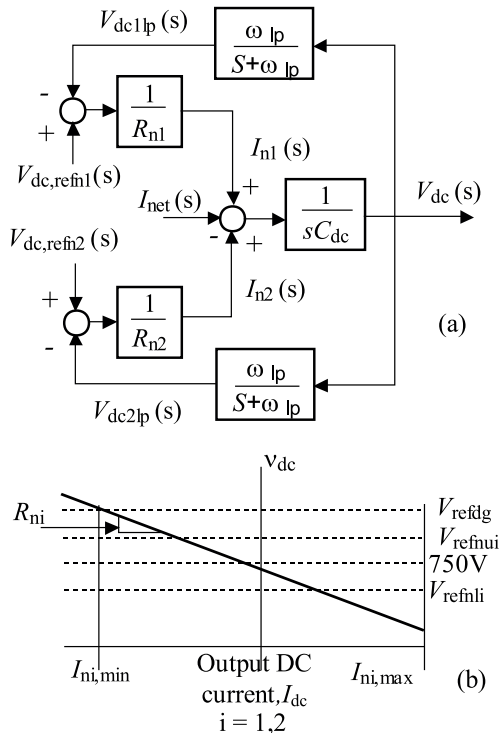 V_dc1lp (s)
ω lp
S+ω lp
-
+
1
R_n1
V_dc,refn1(s)
I_n1 (s)
+
I_net(s)
-
+
1
sC_dc
V_dc (s)
V_dc,refn2(s)
+
-
1
R_n2
I_n2 (s)
(a)
ω lp
S+ω lp
V_dc2lp (s)
v_dc
R_ni
V_refdg
V_refnui
750V
V_refnli
I_ni,min
Output DC
current,I_dc
i = 1,2
I_ni,max
(b)